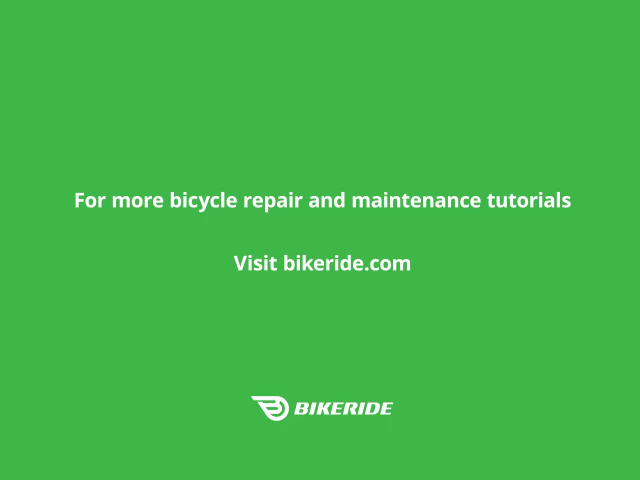 For more bicycle repair and maintenance tutorials
Visit bikeride.com
BIKERIDE